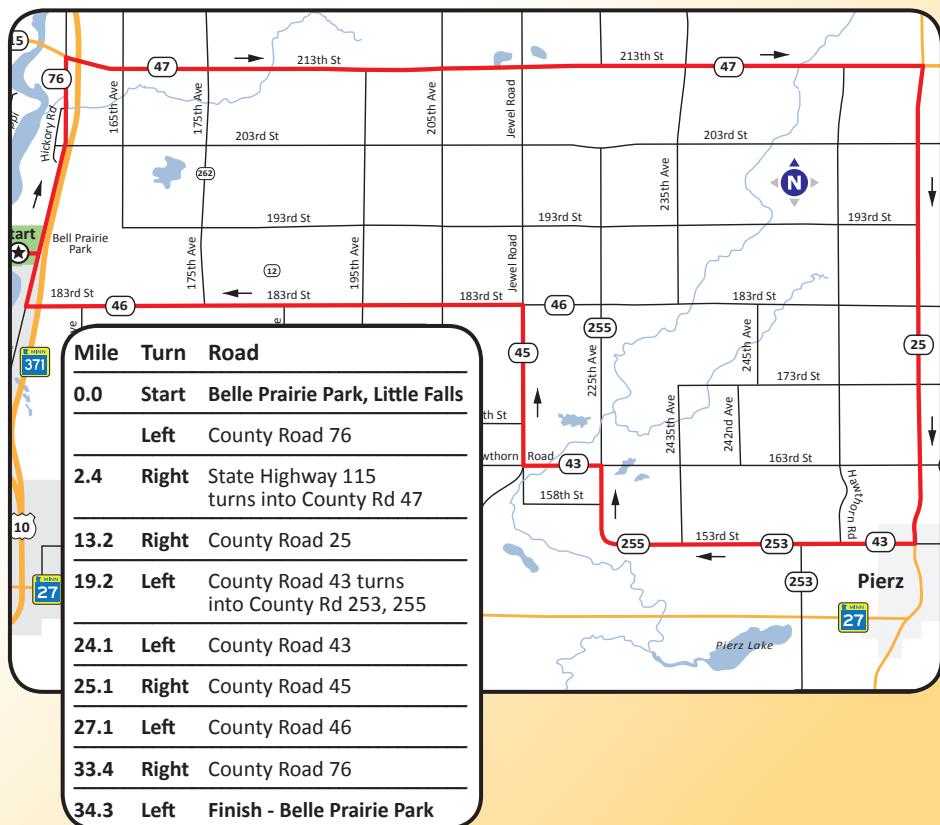 15
47
213th St
213th St
47
76
165th Ave
175th Ave
205th Ave
Jewel Road
Hickory Rd
203rd St
203rd St
262
235th Ave
N
193rd St
193rd St
193rd St
Bell Prairie
Park
175th Ave
12
195th Ave
Jewel Road
183rd St
46
183rd St
183rd St
46
183rd St
255
225th Ave
45
245th Ave
25
MINN
371
173rd St
2435th Ave
242nd Ave
Road
43
163rd St
158th St
Hawthorn Rd
10
255
153rd St
253
43
MINN
27
253
Pierz
MINN
27
Pierz Lake
Mile Turn Road
0.0 Start Belle Prairie Park, Little Falls
Left County Road 76
2.4 Right State Highway 115
turns into County Rd 47
13.2 Right County Road 25
19.2 Left County Road 43 turns
into County Rd 253, 255
24.1 Left County Road 43
25.1 Right County Road 45
27.1 Left County Road 46
33.4 Right County Road 76
34.3 Left Finish - Belle Prairie Park